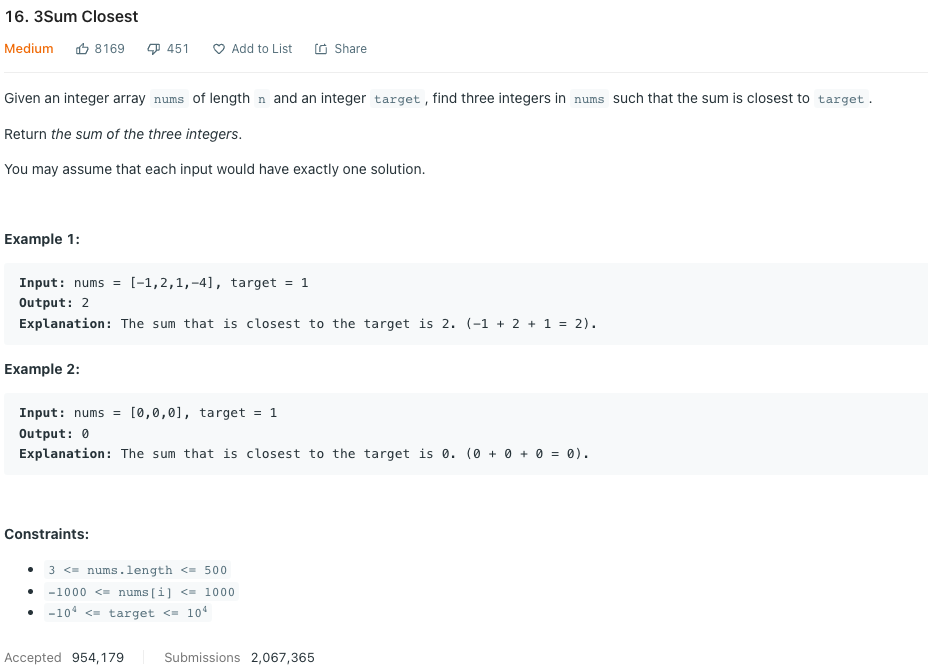 16. 3Sum Closest
Medium 8169 451 Add to List Share
Given an integer array nums of length n and an integer target, find three integers in nums such that the sum is closest to target.
Return the sum of the three integers.
You may assume that each input would have exactly one solution.
Example 1:
Input: nums = [-1,2,1,-4], target = 1
Output: 2
Explanation: The sum that is closest to the target is 2. (-1 + 2 + 1 = 2).
Example 2:
Input: nums = [0,0,0], target = 1
Output: 0
Explanation: The sum that is closest to the target is 0. (0 + 0 + 0 = 0).
Constraints:
• 3 <= nums.length <= 500
• -1000 <= nums[i] <= 1000
• -10⁴ <= target <= 10⁴
Accepted 954,179 Submissions 2,067,365